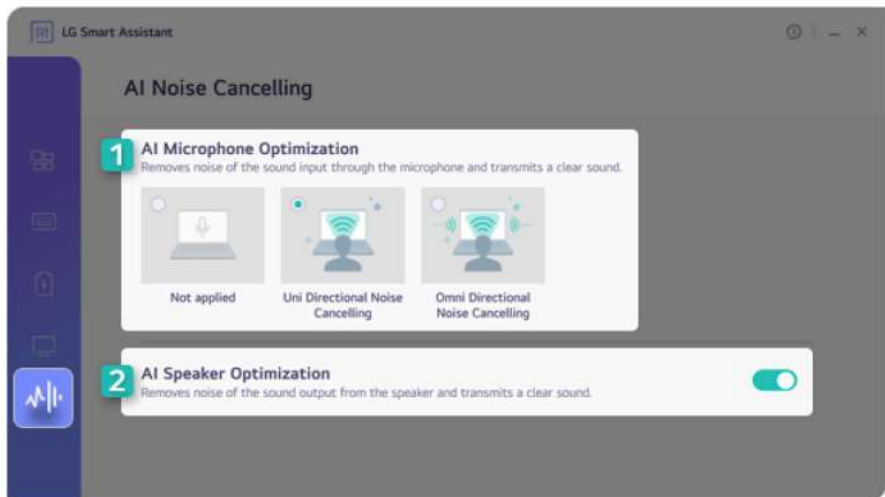 LG Smart Assistant
AI Noise Cancelling
1
AI Microphone Optimization
Removes noise of the sound input through the microphone and transmits a clear sound.
Not applied
Uni Directional Noise
Cancelling
Omni Directional
Noise Cancelling
2
AI Speaker Optimization
Removes noise of the sound output from the speaker and transmits a clear sound.